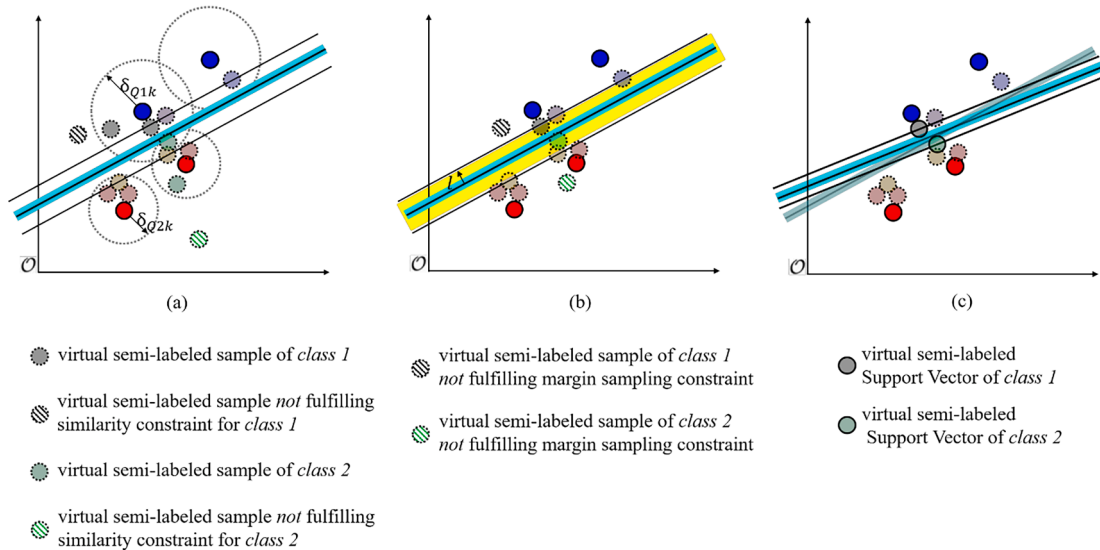 δQ1k
δQ2k
l
𝒪
𝒪
𝒪
(a)
(b)
(c)
virtual semi-labeled sample of class 1
virtual semi-labeled sample not fulfilling
similarity constraint for class 1
virtual semi-labeled sample of class 2
virtual semi-labeled sample not fulfilling
similarity constraint for class 2
virtual semi-labeled sample of class 1
not fulfilling margin sampling constraint
virtual semi-labeled sample of class 2
not fulfilling margin sampling constraint
virtual semi-labeled
Support Vector of class 1
virtual semi-labeled
Support Vector of class 2